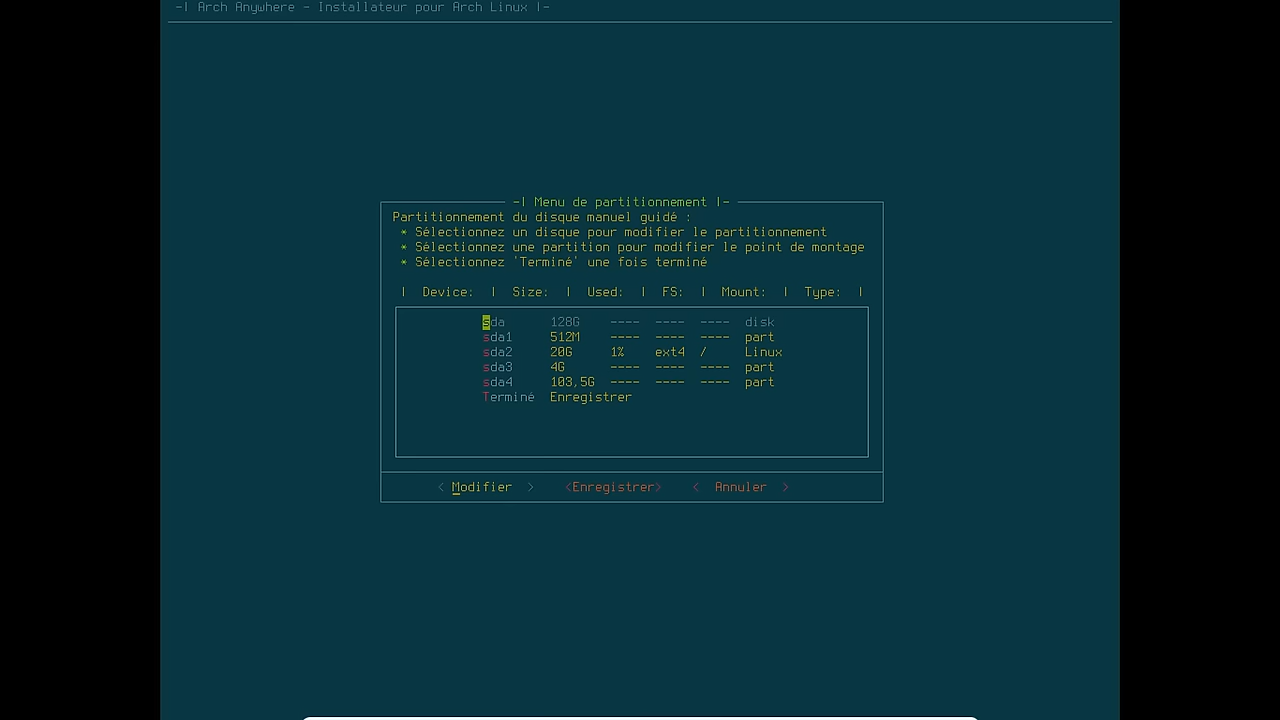 -| Arch Anywhere - Installateur pour Arch Linux |-
-| Menu de partitionnement |-
Partitionnement du disque manuel guidé :
* Sélectionnez un disque pour modifier le partitionnement
* Sélectionnez une partition pour modifier le point de montage
* Sélectionnez 'Terminé' une fois terminé
| Device: | Size: | Used: | FS: | Mount: | Type: |
sda 128G ---- ---- ---- disk
sda1 512M ---- ---- ---- part
sda2 20G 1% ext4 / Linux
sda3 4G ---- ---- ---- part
sda4 103,5G ---- ---- ---- part
Terminé Enregistrer
< Modifier > <Enregistrer> < Annuler >